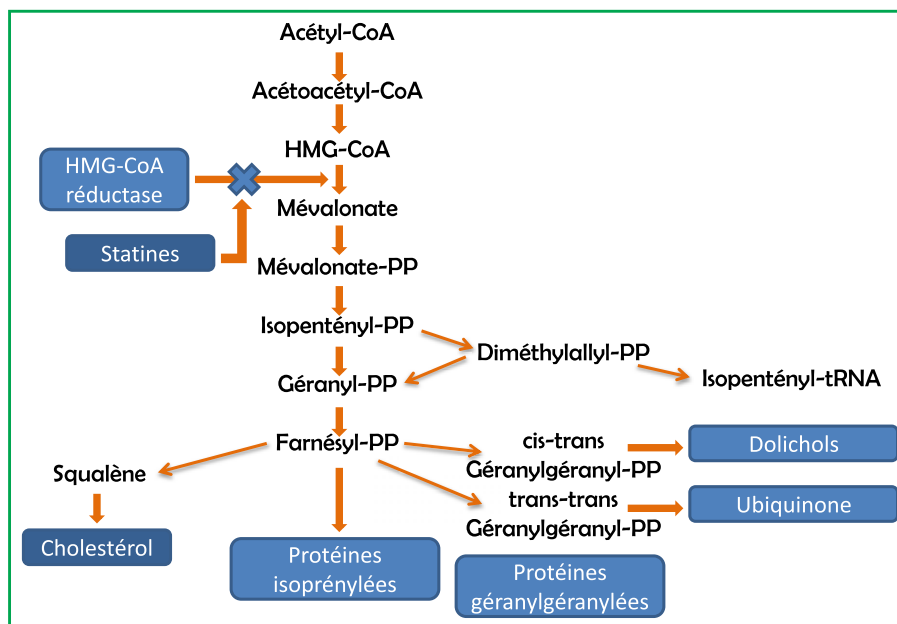 Acétyl-CoA
Acétoacétyl-CoA
HMG-CoA
HMG-CoA
réductase
Mévalonate
Statines
Mévalonate-PP
Isopentényl-PP
Diméthylallyl-PP
Isopentényl-tRNA
Géranyl-PP
Farnésyl-PP
cis-trans
Géranylgéranyl-PP
Dolichols
Squalène
trans-trans
Géranylgéranyl-PP
Ubiquinone
Cholestérol
Protéines
isoprénylées
Protéines
géranylgéranylées